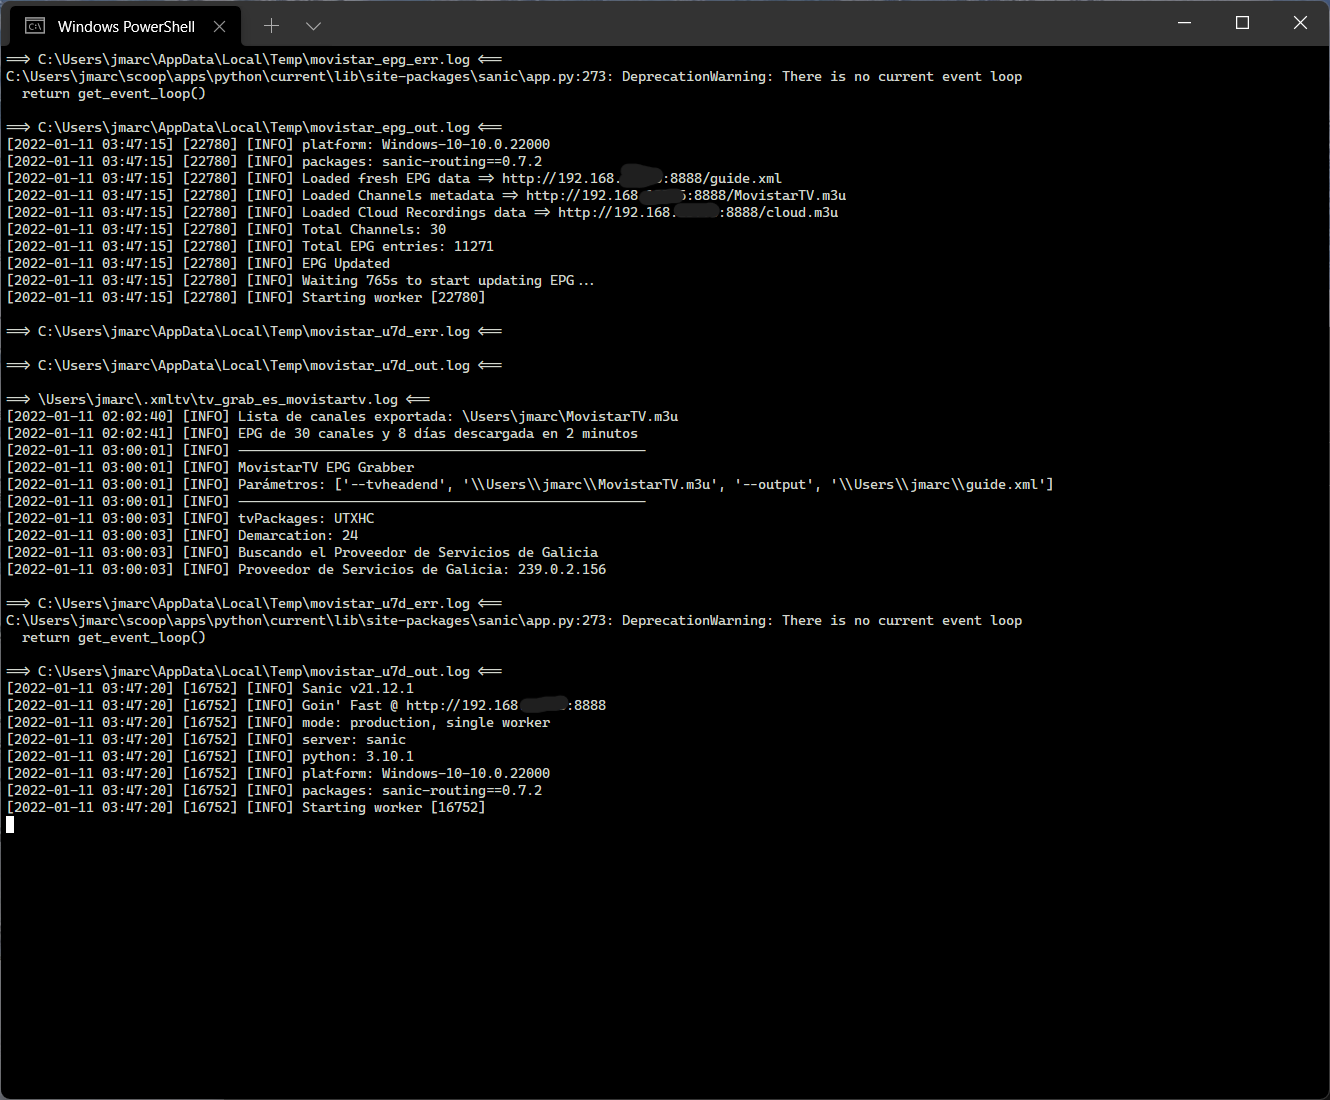 Windows PowerShell
==> C:\Users\jmarc\AppData\Local\Temp\movistar_epg_err.log <==
C:\Users\jmarc\scoop\apps\python\current\lib\site-packages\sanic\app.py:273: DeprecationWarning: There is no current event loop
  return get_event_loop()
==> C:\Users\jmarc\AppData\Local\Temp\movistar_epg_out.log <==
[2022-01-11 03:47:15] [22780] [INFO] platform: Windows-10-10.0.22000
[2022-01-11 03:47:15] [22780] [INFO] packages: sanic-routing==0.7.2
[2022-01-11 03:47:15] [22780] [INFO] Loaded fresh EPG data => http://192.168. :8888/guide.xml
[2022-01-11 03:47:15] [22780] [INFO] Loaded Channels metadata => http://192.168 :8888/MovistarTV.m3u
[2022-01-11 03:47:15] [22780] [INFO] Loaded Cloud Recordings data => http://192.168. :8888/cloud.m3u
[2022-01-11 03:47:15] [22780] [INFO] Total Channels: 30
[2022-01-11 03:47:15] [22780] [INFO] Total EPG entries: 11271
[2022-01-11 03:47:15] [22780] [INFO] EPG Updated
[2022-01-11 03:47:15] [22780] [INFO] Waiting 765s to start updating EPG...
[2022-01-11 03:47:15] [22780] [INFO] Starting worker [22780]
==> C:\Users\jmarc\AppData\Local\Temp\movistar_u7d_err.log <==
==> C:\Users\jmarc\AppData\Local\Temp\movistar_u7d_out.log <==
==> \Users\jmarc\.xmltv\tv_grab_es_movistartv.log <==
[2022-01-11 02:02:40] [INFO] Lista de canales exportada: \Users\jmarc\MovistarTV.m3u
[2022-01-11 02:02:41] [INFO] EPG de 30 canales y 8 días descargada en 2 minutos
[2022-01-11 03:00:01] [INFO] ---------------------------------------------------
[2022-01-11 03:00:01] [INFO] MovistarTV EPG Grabber
[2022-01-11 03:00:01] [INFO] Parámetros: ['--tvheadend', '\\Users\\jmarc\\MovistarTV.m3u', '--output', '\\Users\\jmarc\\guide.xml']
[2022-01-11 03:00:01] [INFO] ---------------------------------------------------
[2022-01-11 03:00:03] [INFO] tvPackages: UTXHC
[2022-01-11 03:00:03] [INFO] Demarcation: 24
[2022-01-11 03:00:03] [INFO] Buscando el Proveedor de Servicios de Galicia
[2022-01-11 03:00:03] [INFO] Proveedor de Servicios de Galicia: 239.0.2.156
==> C:\Users\jmarc\AppData\Local\Temp\movistar_u7d_err.log <==
C:\Users\jmarc\scoop\apps\python\current\lib\site-packages\sanic\app.py:273: DeprecationWarning: There is no current event loop
  return get_event_loop()
==> C:\Users\jmarc\AppData\Local\Temp\movistar_u7d_out.log <==
[2022-01-11 03:47:20] [16752] [INFO] Sanic v21.12.1
[2022-01-11 03:47:20] [16752] [INFO] Goin' Fast @ http://192.168 :8888
[2022-01-11 03:47:20] [16752] [INFO] mode: production, single worker
[2022-01-11 03:47:20] [16752] [INFO] server: sanic
[2022-01-11 03:47:20] [16752] [INFO] python: 3.10.1
[2022-01-11 03:47:20] [16752] [INFO] platform: Windows-10-10.0.22000
[2022-01-11 03:47:20] [16752] [INFO] packages: sanic-routing==0.7.2
[2022-01-11 03:47:20] [16752] [INFO] Starting worker [16752]